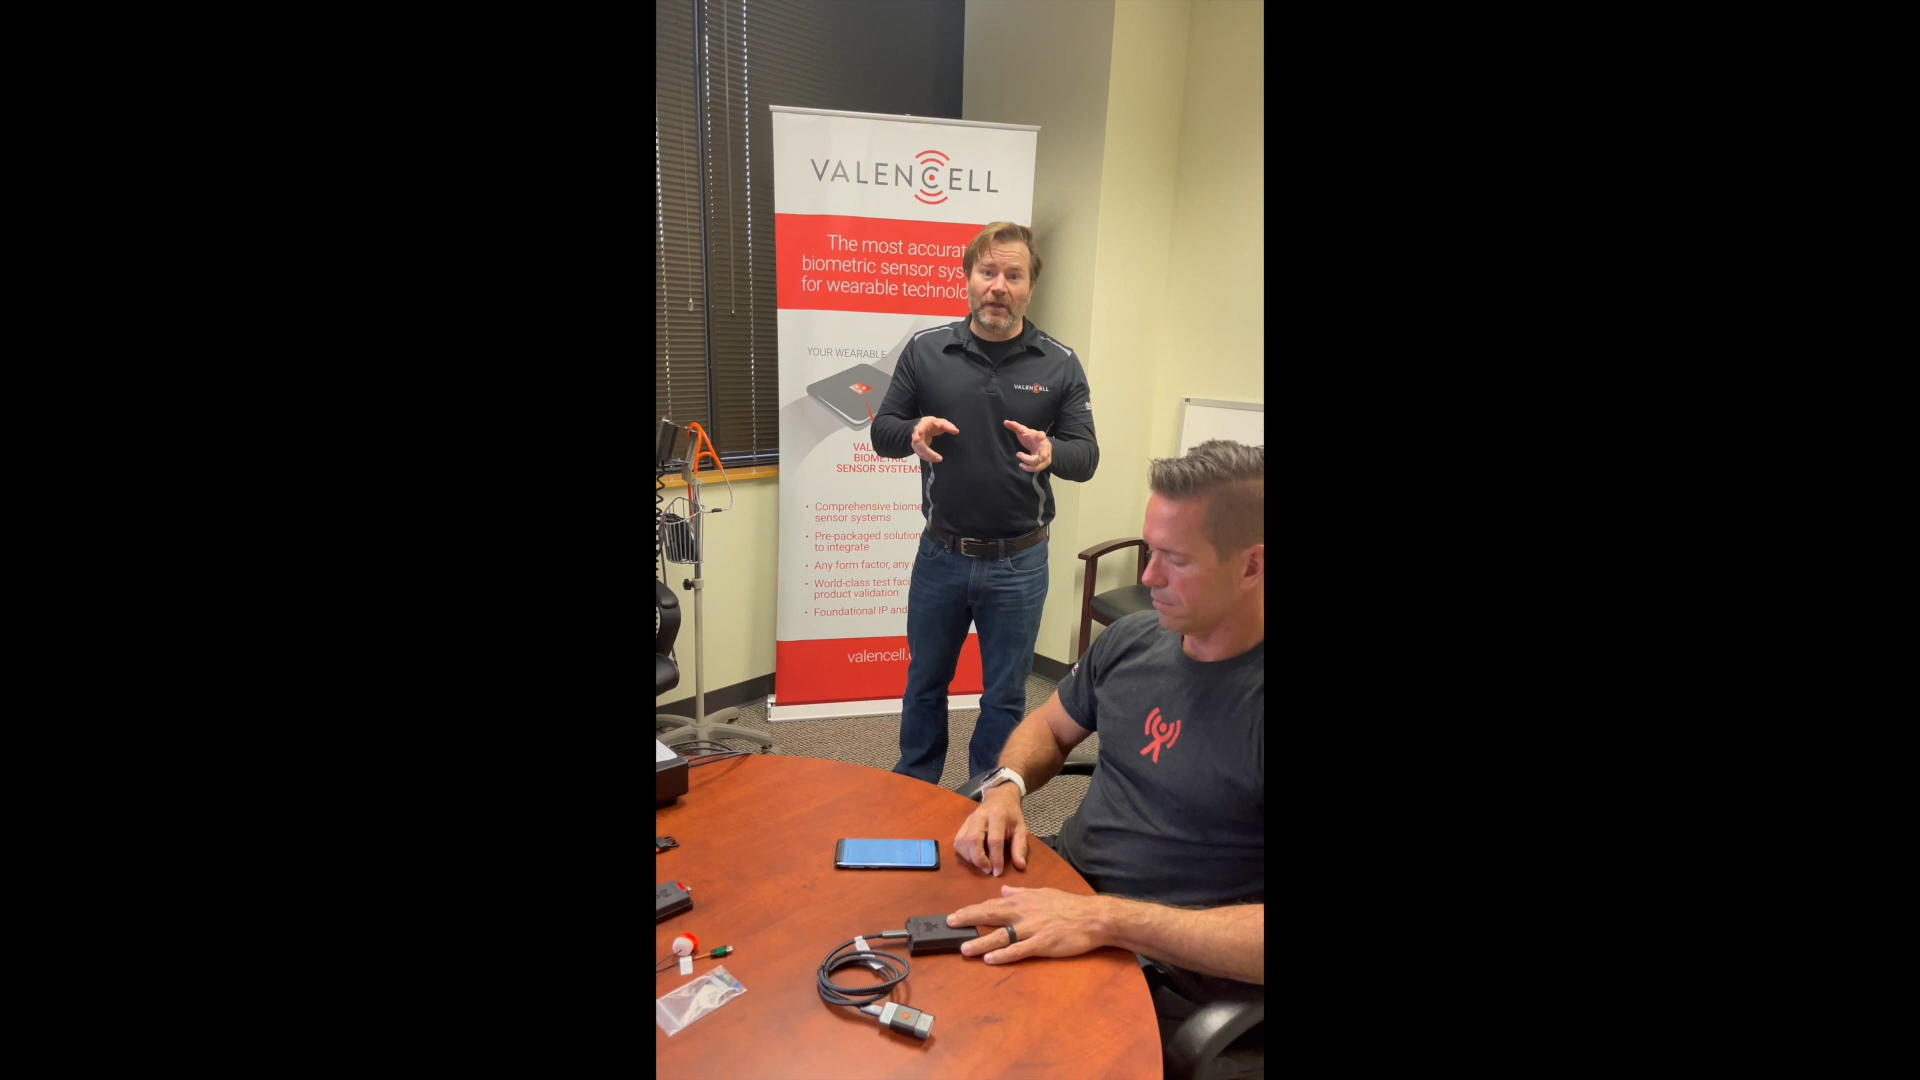 VALENCELL
The most accurat
biometric sensor sys
for wearable technolo
YOUR WEARABLE
VAL
BIOMETRIC
SENSOR SYSTEMS
• Comprehensive biome
sensor systems
• Pre-packaged solution
to integrate
• Any form factor, any
• World-class test faci
product validation
• Foundational IP and
valencell.
VALENCELL